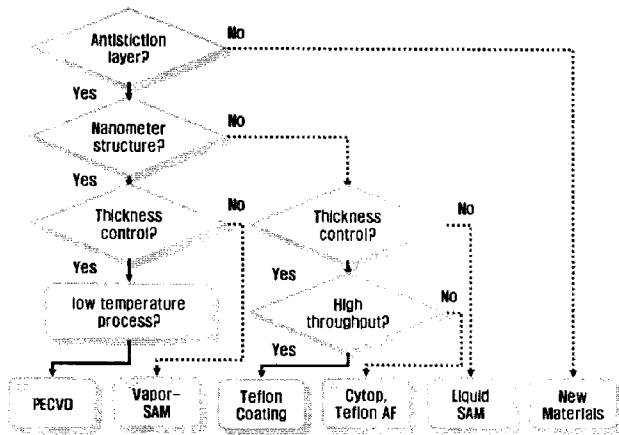 No
Antistiction
layer?
Yes
No
Nanometer
structure?
Yes
No
No
Thickness
control?
Thickness
control?
Yes
Yes
No
low temperature
process?
High
throughput?
Yes
PECVD
Vapor-
SAM
Teflon
Coating
Cytop,
Teflon AF
Liquid
SAM
New
Materials